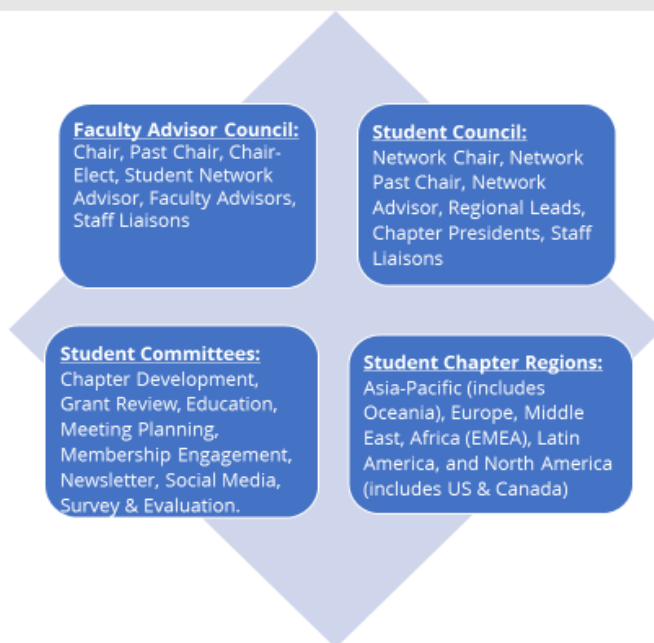 Faculty Advisor Council:
Chair, Past Chair, Chair-
Elect, Student Network
Advisor, Faculty Advisors,
Staff Liaisons
Student Council:
Network Chair, Network
Past Chair, Network
Advisor, Regional Leads,
Chapter Presidents, Staff
Liaisons
Student Committees:
Chapter Development,
Grant Review, Education,
Meeting Planning,
Membership Engagement,
Newsletter, Social Media,
Survey & Evaluation.
Student Chapter Regions:
Asia-Pacific (includes
Oceania), Europe, Middle
East, Africa (EMEA), Latin
America, and North America
(includes US & Canada)